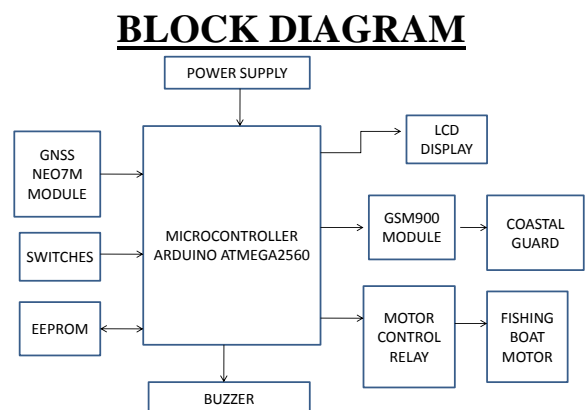 BLOCK DIAGRAM
POWER SUPPLY
GNSS
NEO7M
MODULE
LCD
DISPLAY
MICROCONTROLLER
ARDUINO ATMEGA2560
GSM900
MODULE
COASTAL
GUARD
SWITCHES
EEPROM
MOTOR
CONTROL
RELAY
FISHING
BOAT
MOTOR
BUZZER